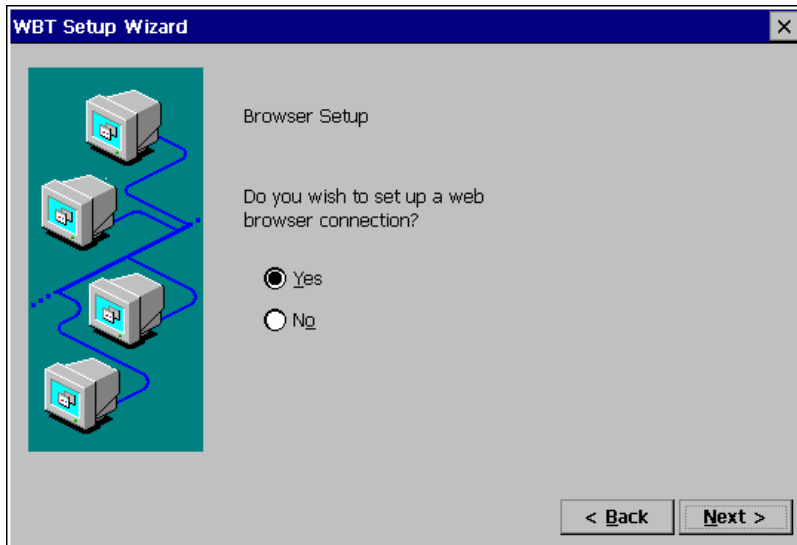 WBT Setup Wizard
Browser Setup
Do you wish to set up a web
browser connection?
Yes
No
< Back
Next >